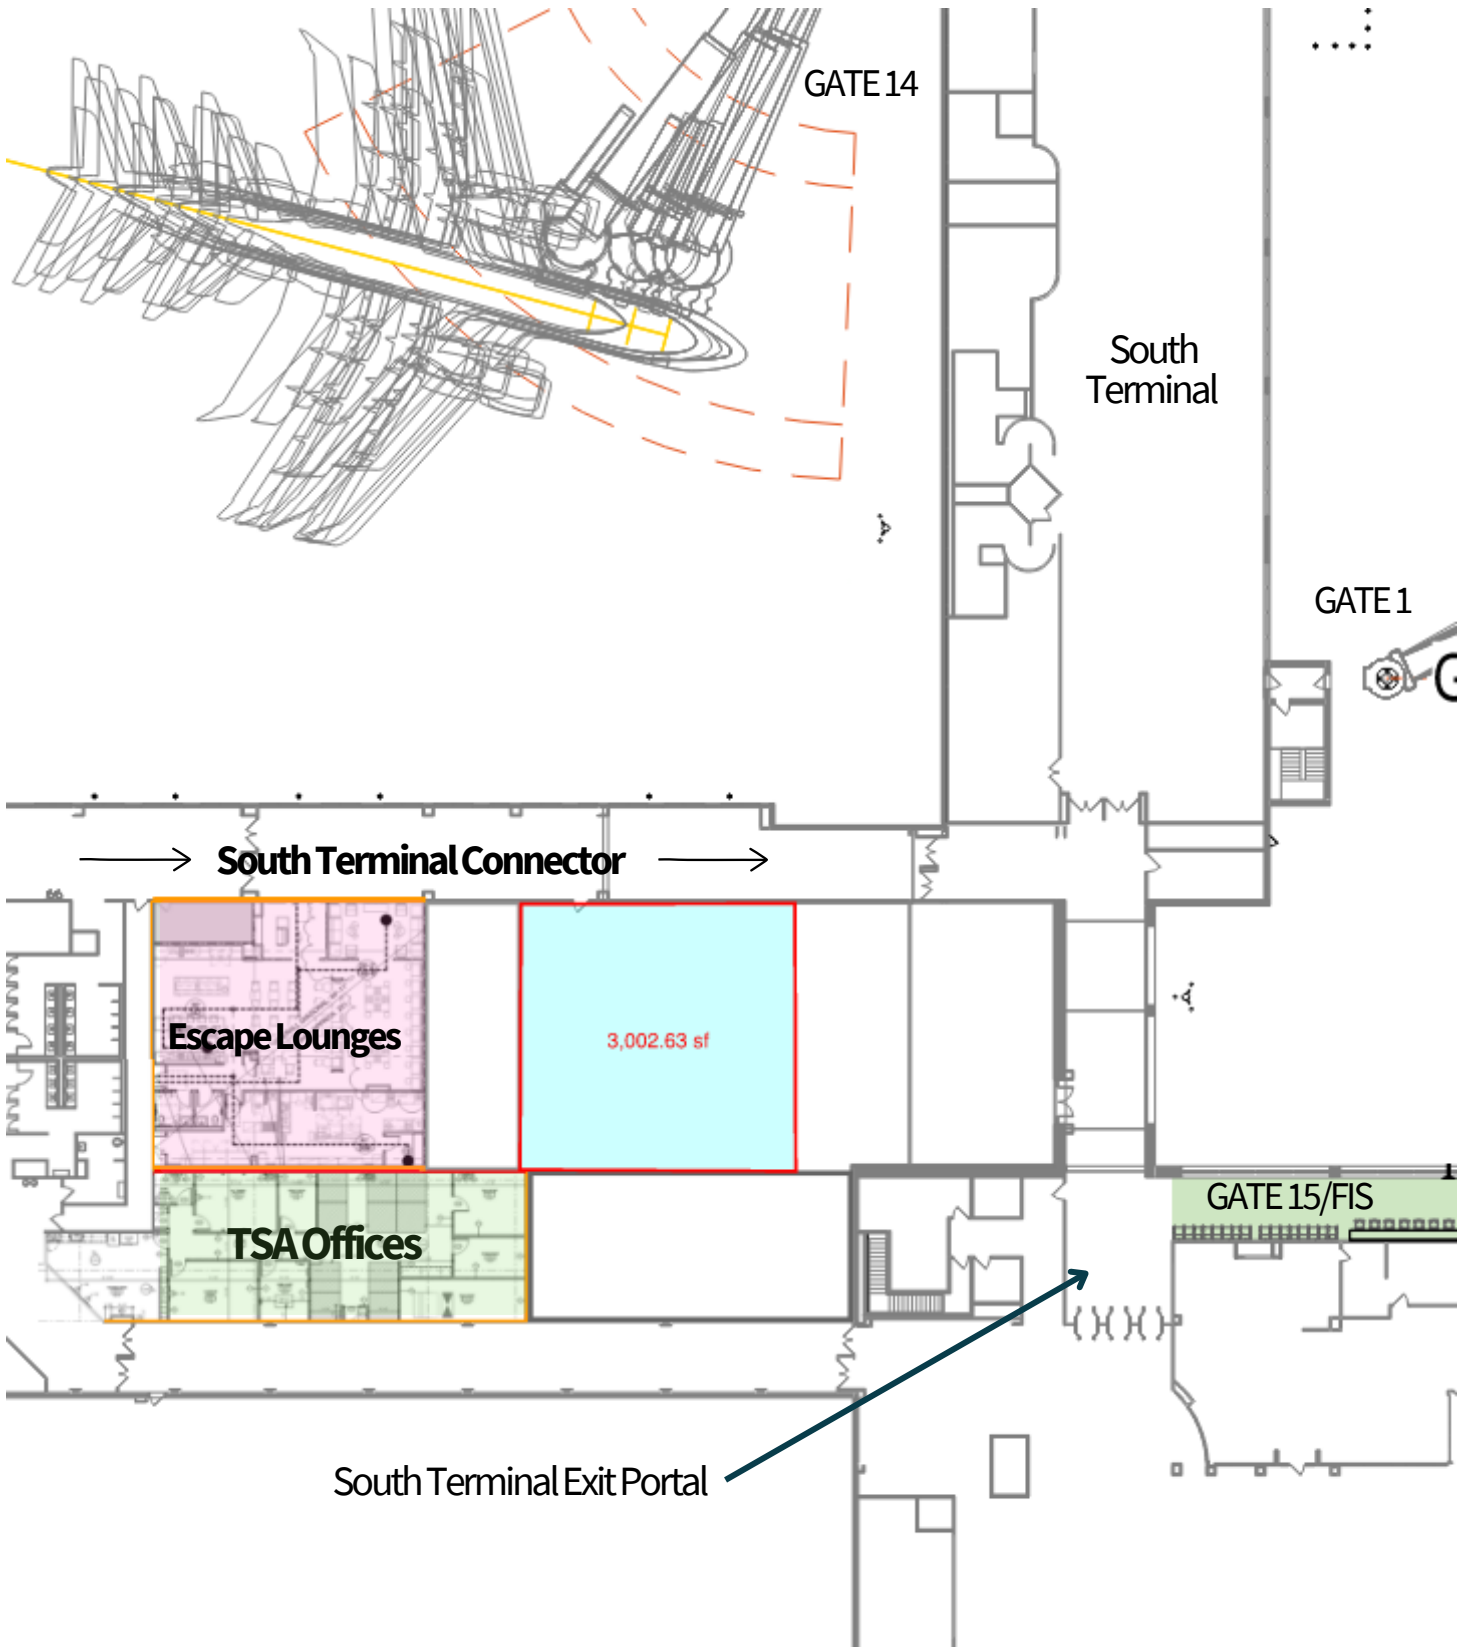 GATE 14
South
Terminal
GATE 1
G
South Terminal Connector
Escape Lounges
3,002.63 sf
GATE 15/FIS
TSA Offices
South Terminal Exit Portal